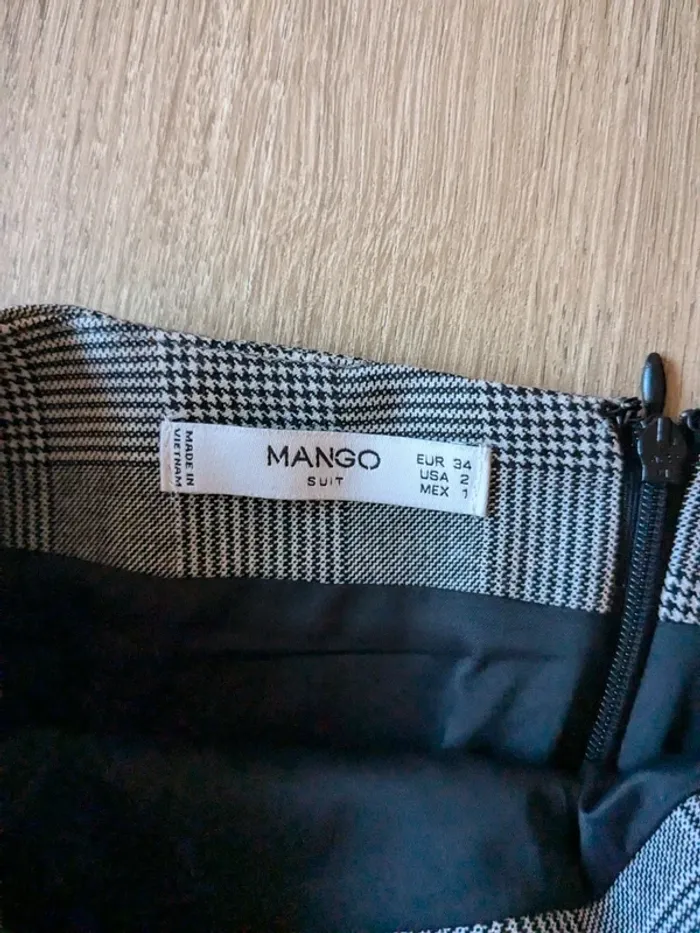 MADE IN
VIETNAM
MANGO
SUIT
EUR 34
USA 2
MEX 1